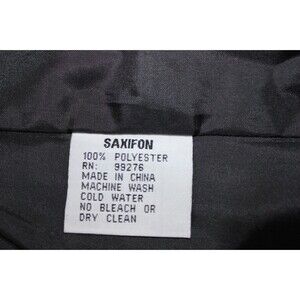 SAXIFON
100% POLYESTER
RN: 99276
MADE IN CHINA
MACHINE WASH
COLD WATER
NO BLEACH OR
DRY CLEAN